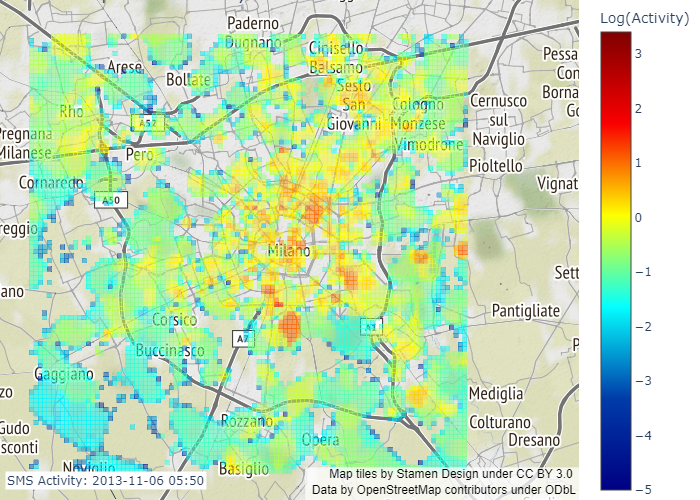 Log(Activity)
3
2
1
0
−1
−2
−3
−4
−5
Paderno
Dugnano
Cinisello
Balsamo
Pessa
Con
Borna
Go
Arese
Bollate
Sesto
San
Giovanni
Cologno
Monzese
Cernusco
sul
Naviglio
Rho
A52
Pregnana
Milanese
Pero
Vimodrone
Pioltello
Cornaredo
A50
Vignat
reggio
Milano
Sett
ano
Corsico
A7
A1
Pantigliate
Buccinasco
P
Gaggiano
zo
Mediglia
Rozzano
Colturano
Gudo
sconti
Opera
Dresano
Noviglio
Basiglio
SMS Activity: 2013-11-06 05:50
Map tiles by Stamen Design under CC BY 3.0
Data by OpenStreetMap contributors under ODbL